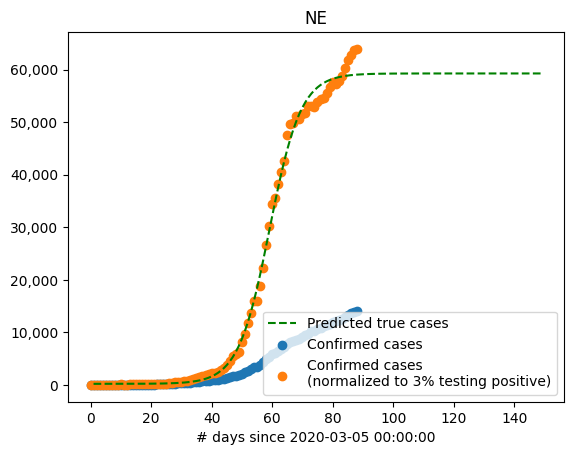 NE
60,000
50,000
40,000
30,000
20,000
10,000
0
Predicted true cases
Confirmed cases
Confirmed cases
(normalized to 3% testing positive)
0 20 40 60 80 100 120 140
# days since 2020-03-05 00:00:00